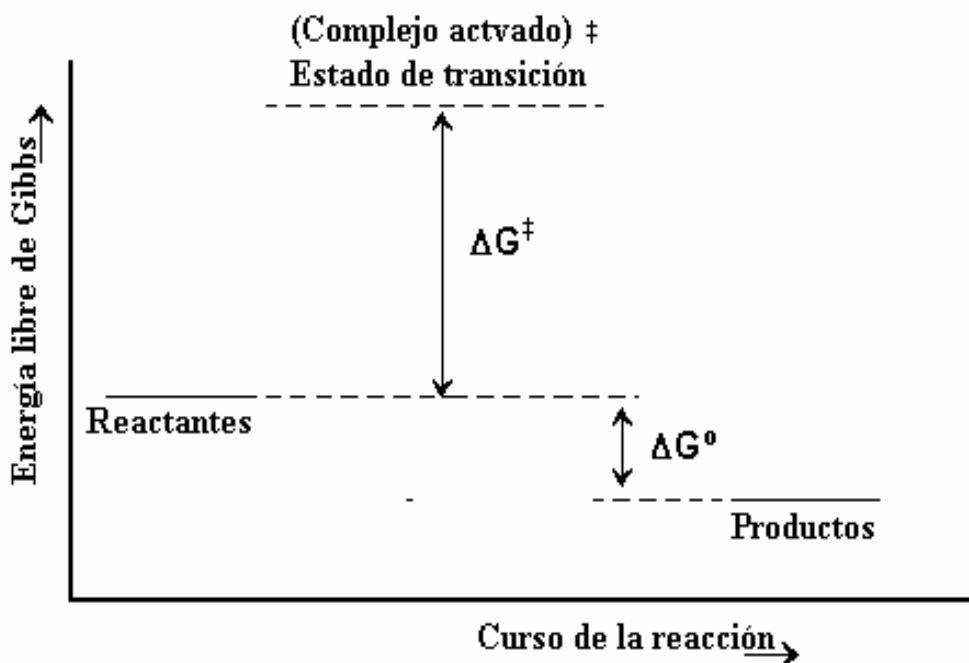 (Complejo actvado) ‡
Estado de transición
Energía libre de Gibbs
ΔG‡
Reactantes
ΔGº
Productos
Curso de la reacción